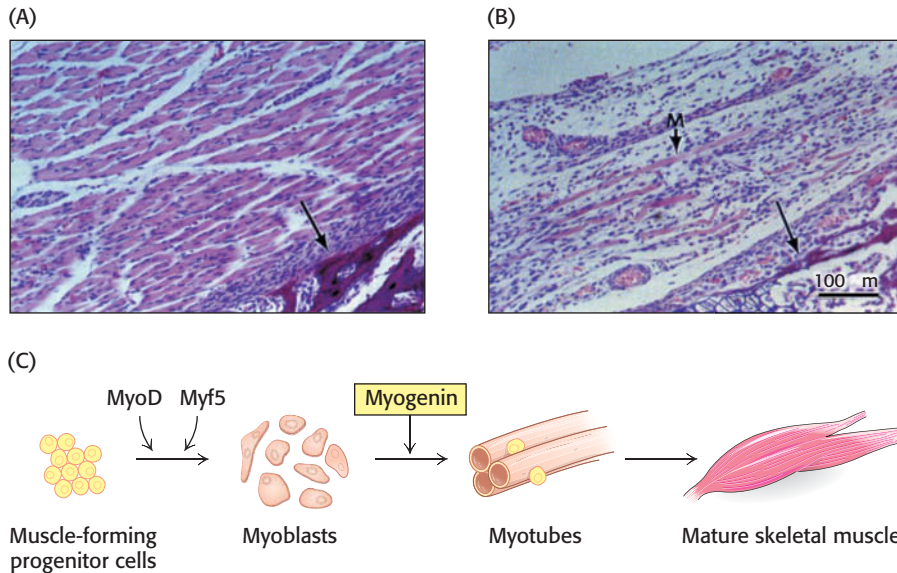 (A)
(B)
M
100 m
(C)
MyoD Myf5
Myogenin
Muscle-forming
progenitor cells
Myoblasts
Myotubes
Mature skeletal muscle